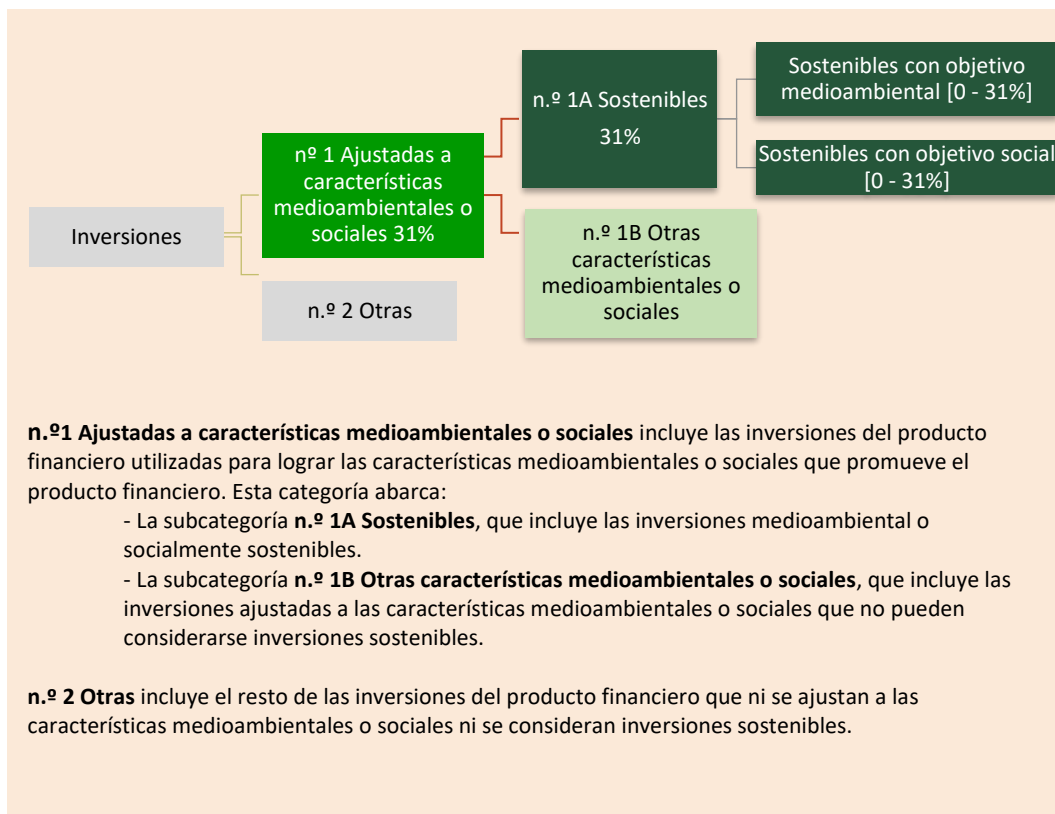 Inversiones
nº 1 Ajustadas a
características
medioambientales o
sociales 31%
n.º 2 Otras
n.º 1A Sostenibles
31%
n.º 1B Otras
características
medioambientales o
sociales
Sostenibles con objetivo
medioambiental [0 - 31%]
Sostenibles con objetivo social
[0 - 31%]
n.º1 Ajustadas a características medioambientales o sociales incluye las inversiones del producto
financiero utilizadas para lograr las características medioambientales o sociales que promueve el
producto financiero. Esta categoría abarca:
- La subcategoría n.º 1A Sostenibles, que incluye las inversiones medioambiental o
socialmente sostenibles.
- La subcategoría n.º 1B Otras características medioambientales o sociales, que incluye las
inversiones ajustadas a las características medioambientales o sociales que no pueden
considerarse inversiones sostenibles.
n.º 2 Otras incluye el resto de las inversiones del producto financiero que ni se ajustan a las
características medioambientales o sociales ni se consideran inversiones sostenibles.